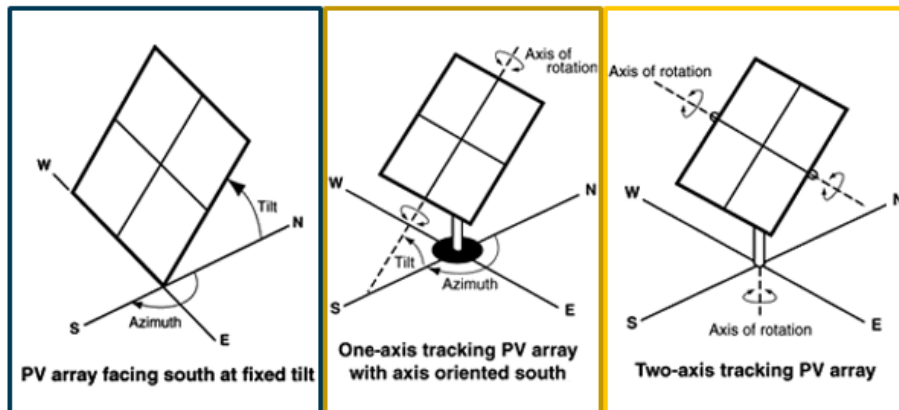 W
N
Tilt
S
Azimuth
E
PV array facing south at fixed tilt
Axis of
rotation
W
N
Tilt
Azimuth
S
E
One-axis tracking PV array
with axis oriented south
Axis of rotation
W
N
S
E
Axis of rotation
Two-axis tracking PV array